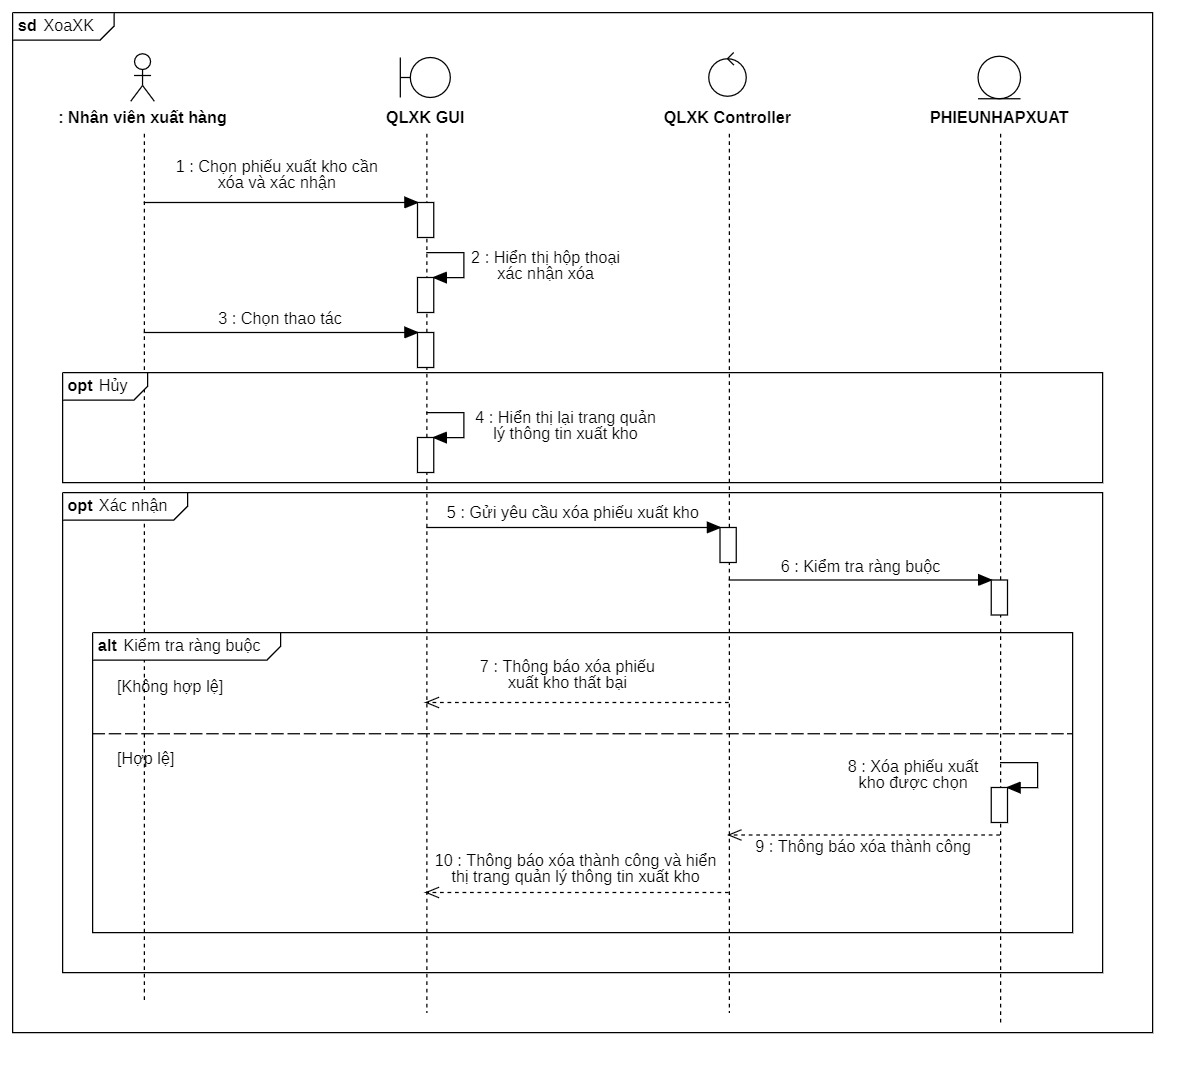 sd XoaXK
: Nhân viên xuất hàng
QLXK GUI
QLXK Controller
PHIEUNHAPXUAT
1 : Chọn phiếu xuất kho cần
xóa và xác nhận
2 : Hiển thị hộp thoại
xác nhận xóa
3 : Chọn thao tác
opt Hủy
4 : Hiển thị lại trang quản
lý thông tin xuất kho
opt Xác nhận
5 : Gửi yêu cầu xóa phiếu xuất kho
6 : Kiểm tra ràng buộc
alt Kiểm tra ràng buộc
7 : Thông báo xóa phiếu
xuất kho thất bại
[Không hợp lệ]
[Hợp lệ]
8 : Xóa phiếu xuất
kho được chọn
9 : Thông báo xóa thành công
10 : Thông báo xóa thành công và hiển
thị trang quản lý thông tin xuất kho